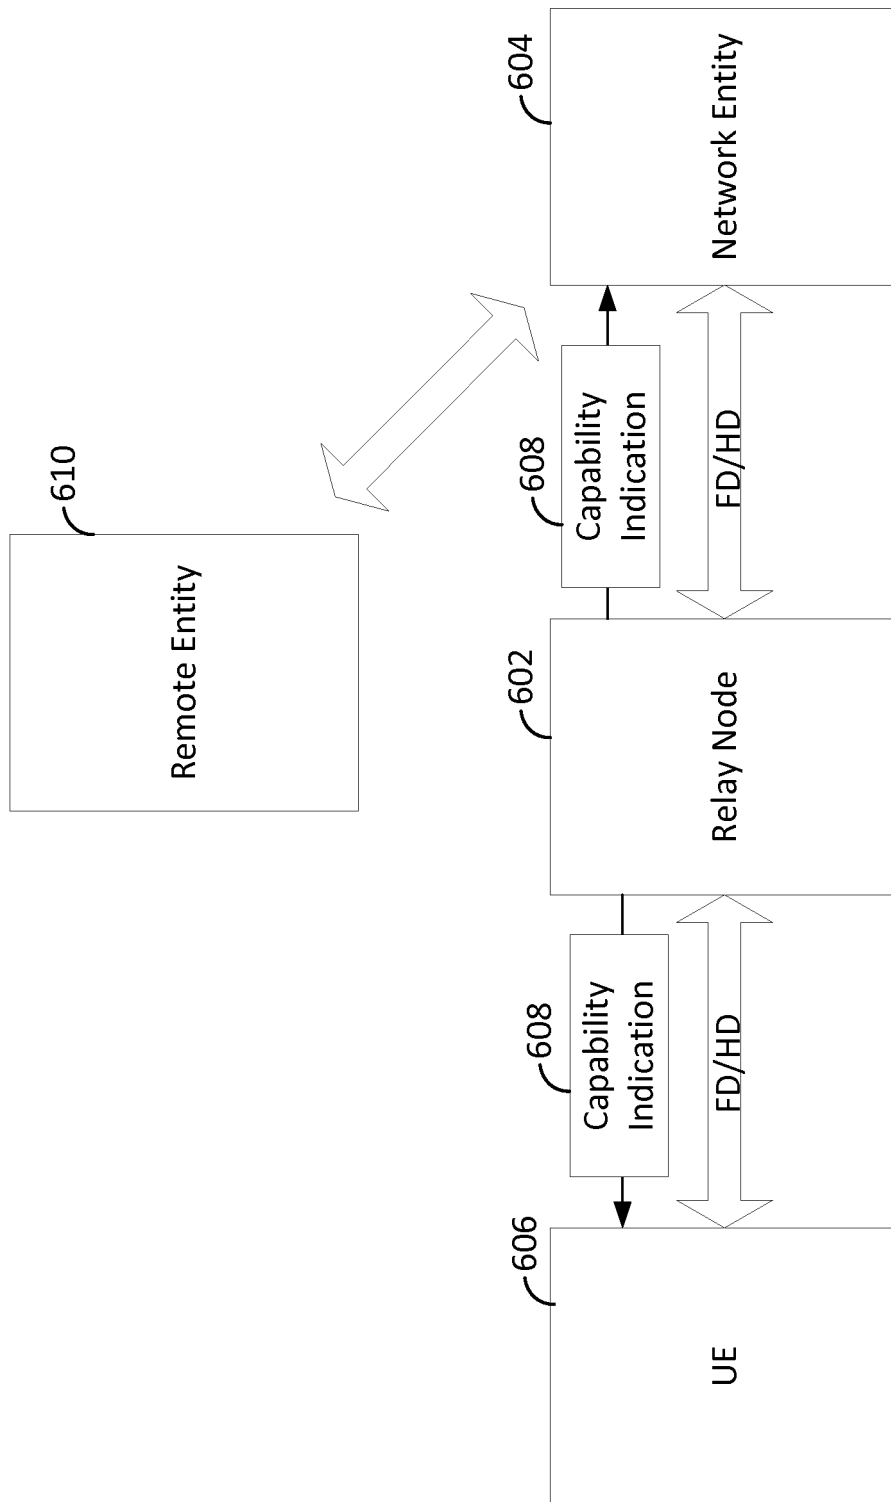 610
Remote Entity
606
UE
608
Capability
Indication
FD/HD
602
Relay Node
608
Capability
Indication
FD/HD
604
Network Entity